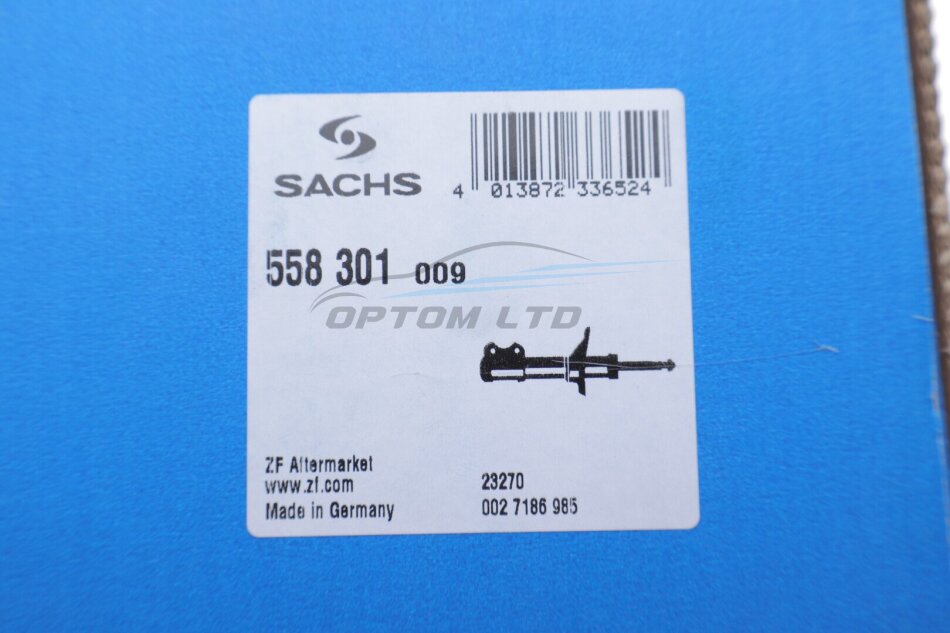 SACHS
4 013872 336524
558 301 009
OPTOM LTD
ZF Aftermarket
www.zf.com
Made in Germany
23270
002 7186 985